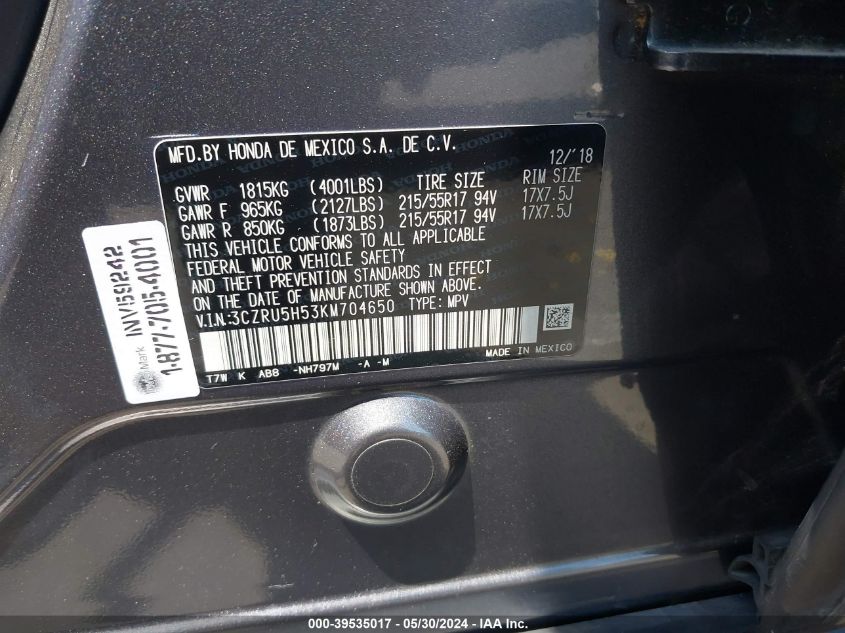 MFD.BY HONDA DE MEXICO S.A. DE C.V.
12/'18
GVWR 1815KG (4001LBS) TIRE SIZE RIM SIZE
GAWR F 965KG (2127LBS) 215/55R17 94V 17X7.5J
GAWR R 850KG (1873LBS) 215/55R17 94V 17X7.5J
THIS VEHICLE CONFORMS TO ALL APPLICABLE
FEDERAL MOTOR VEHICLE SAFETY
AND THEFT PREVENTION STANDARDS IN EFFECT
ON THE DATE OF MANUFACTURE SHOWN ABOVE.
V.I.N:3CZRU5H53KM704650 TYPE: MPV
MADE IN MEXICO
T7W K AB8 -NH797M -A -M
INV59242
Mark
1-877-705-4001
000-39535017 - 05/30/2024 - IAA Inc.